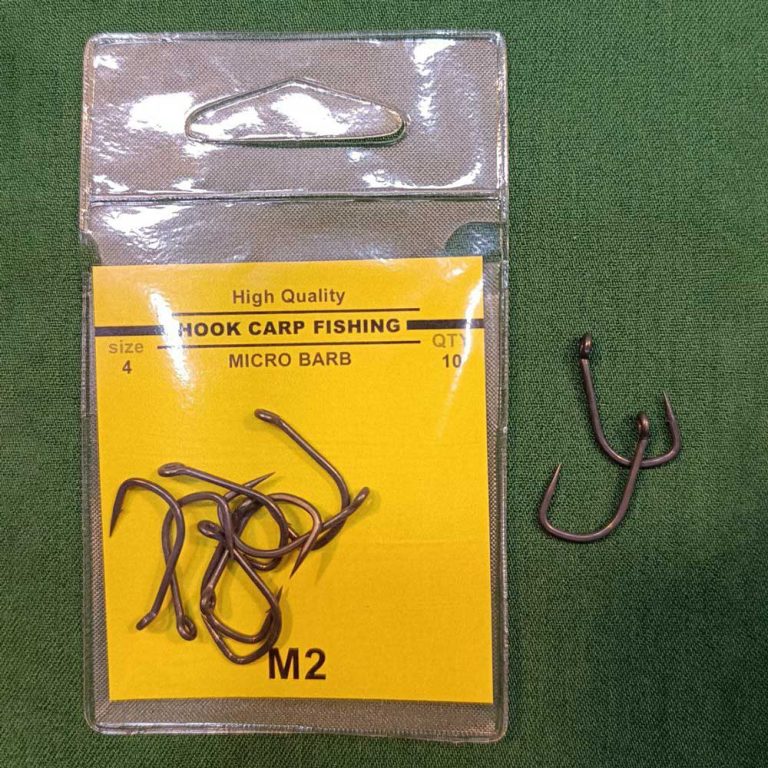 High Quality
HOOK CARP FISHING
size QTY
4 MICRO BARB 10
M2